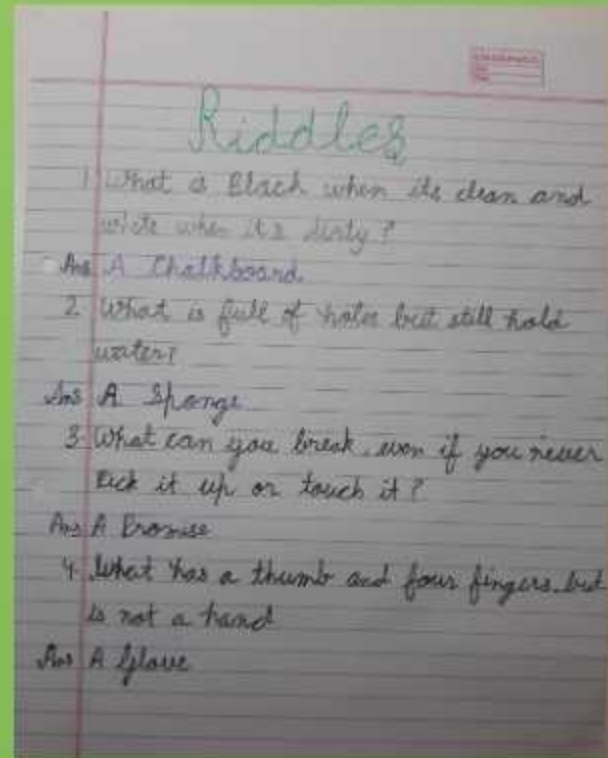 Riddles
1. What is Black when its clean and
white when its dirty?
Ans A Chalkboard
2. What is full of holes but still hold
water?
Ans A Sponge
3. What can you break, even if you never
Pick it up or touch it?
Ans A Promise
4. What has a thumb and four fingers but
is not a hand
Ans A Glove